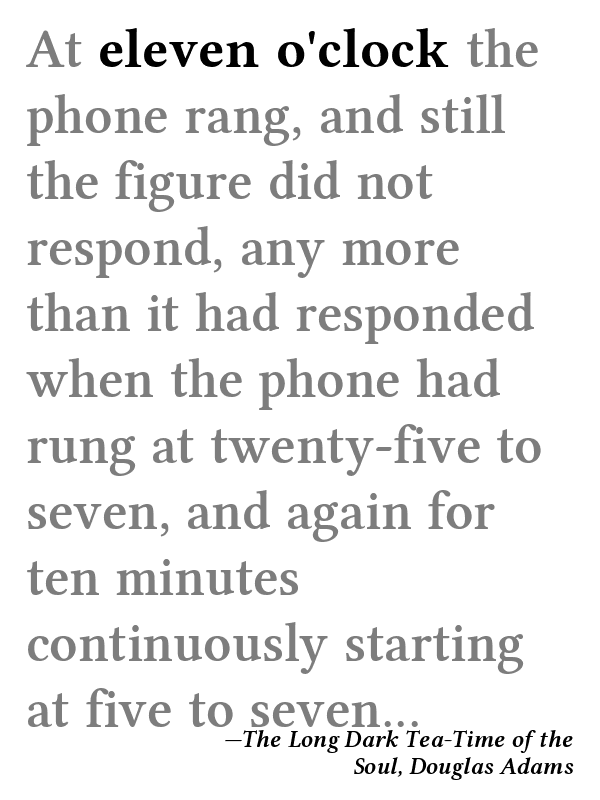 At eleven o'clock the
phone rang, and still
the figure did not
respond, any more
than it had responded
when the phone had
rung at twenty-five to
seven, and again for
ten minutes
continuously starting
at five to seven...
—The Long Dark Tea-Time of the
Soul, Douglas Adams